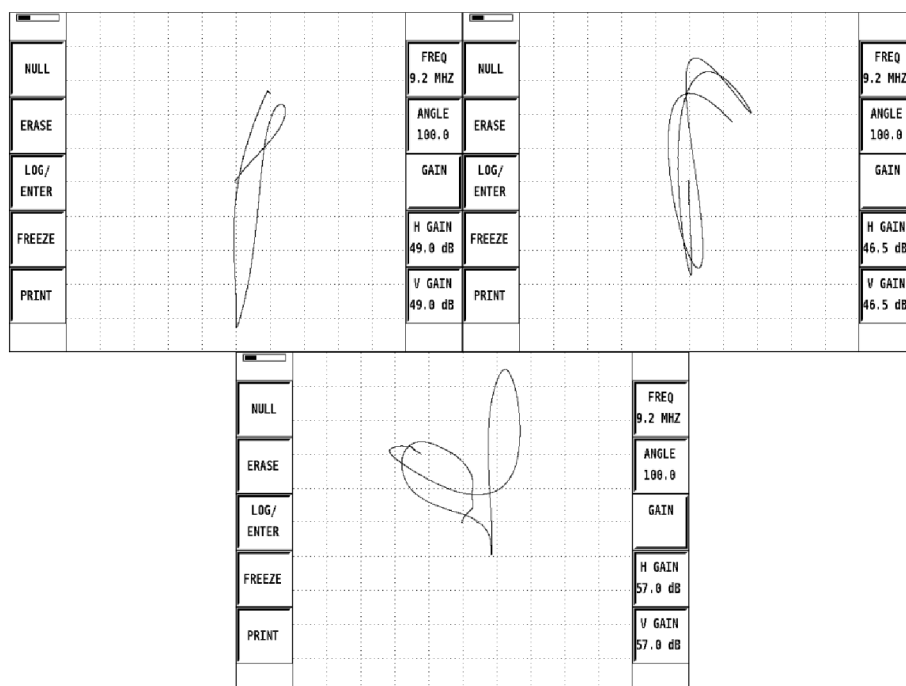 NULL
ERASE
LOG/
ENTER
FREEZE
PRINT
FREQ
9.2 MHZ
ANGLE
100.0
GAIN
H GAIN
49.0 dB
V GAIN
49.0 dB
NULL
ERASE
LOG/
ENTER
FREEZE
PRINT
FREQ
9.2 MHZ
ANGLE
100.0
GAIN
H GAIN
46.5 dB
V GAIN
46.5 dB
NULL
ERASE
LOG/
ENTER
FREEZE
PRINT
FREQ
9.2 MHZ
ANGLE
100.0
GAIN
H GAIN
57.0 dB
V GAIN
57.0 dB